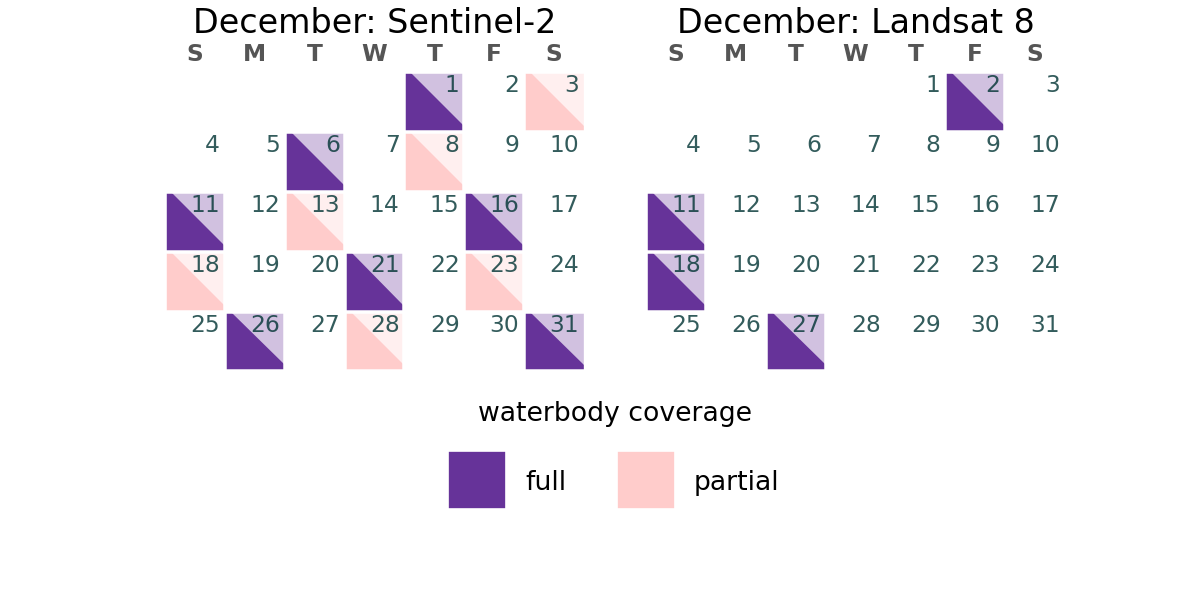 December: Sentinel-2
S M T W T F S
1 2 3
4 5 6 7 8 9 10
11 12 13 14 15 16 17
18 19 20 21 22 23 24
25 26 27 28 29 30 31
December: Landsat 8
S M T W T F S
1 2 3
4 5 6 7 8 9 10
11 12 13 14 15 16 17
18 19 20 21 22 23 24
25 26 27 28 29 30 31
waterbody coverage
full partial